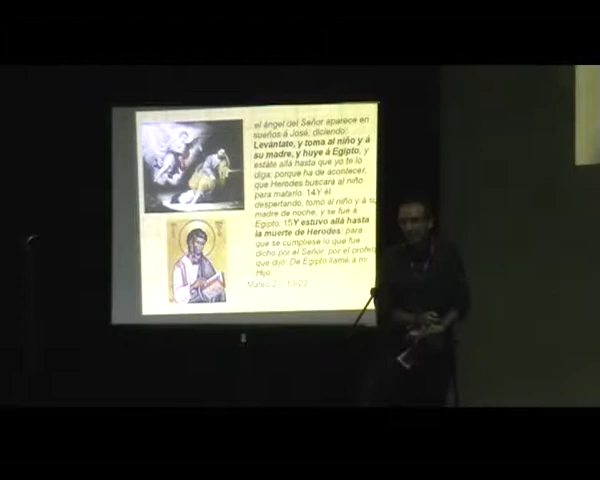 el ángel del Señor aparece en
sueños á José, diciendo:
Levántate, y toma al niño y á
su madre, y huye á Egipto, y
estáte allá hasta que yo te lo
diga; porque ha de acontecer,
que Herodes buscará al niño
para matarlo. 14Y él
despertando, tomó al niño y á su
madre de noche, y se fué á
Egipto; 15Y estuvo allá hasta
la muerte de Herodes: para
que se cumpliese lo que fué
dicho por el Señor, por el profeta
que dijo: De Egipto llamé a mi
Hijo.
Mateo 2